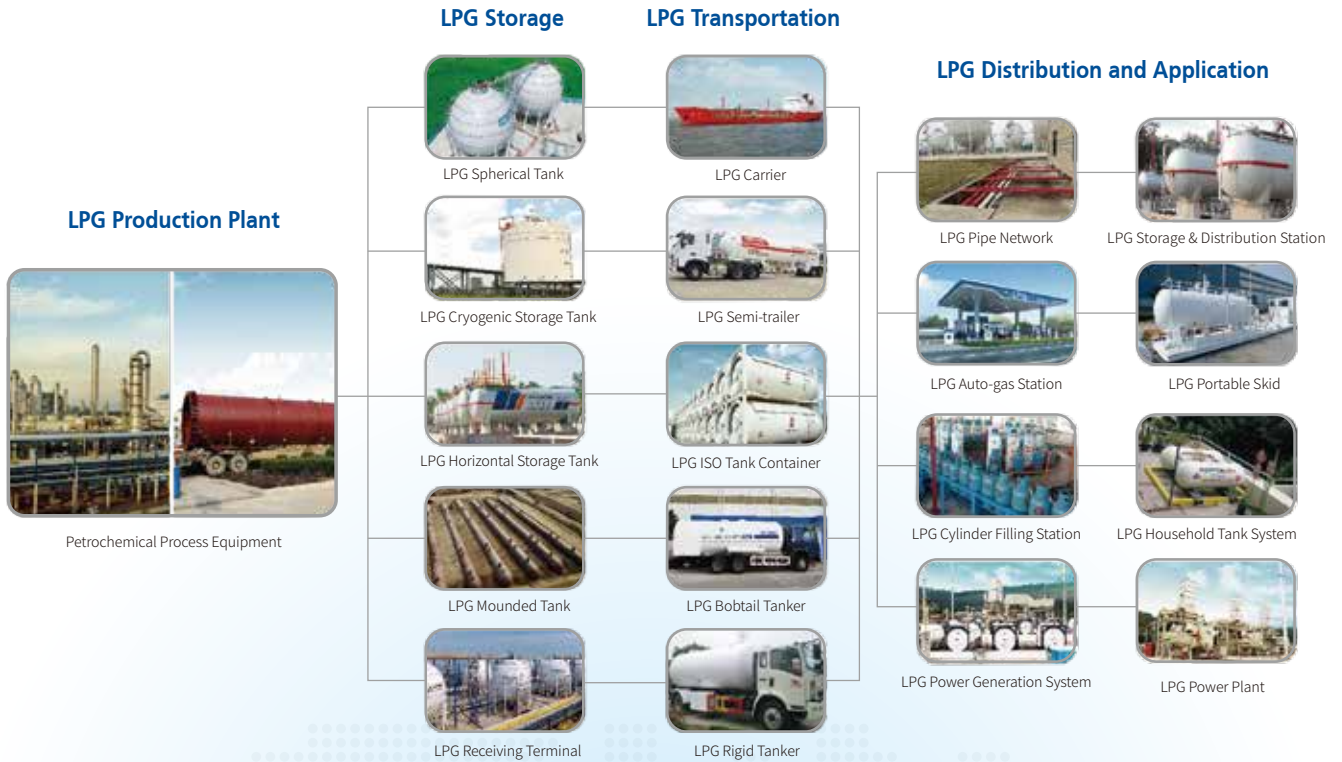 LPG Storage
LPG Transportation
LPG Distribution and Application
LPG Production Plant
Petrochemical Process Equipment
LPG Spherical Tank
LPG Carrier
LPG Cryogenic Storage Tank
LPG Semi-trailer
LPG Horizontal Storage Tank
LPG ISO Tank Container
LPG Mounded Tank
LPG Bobtail Tanker
LPG Receiving Terminal
LPG Rigid Tanker
LPG Pipe Network
LPG Storage & Distribution Station
LPG Auto-gas Station
LPG Portable Skid
LPG Cylinder Filling Station
LPG Household Tank System
LPG Power Generation System
LPG Power Plant